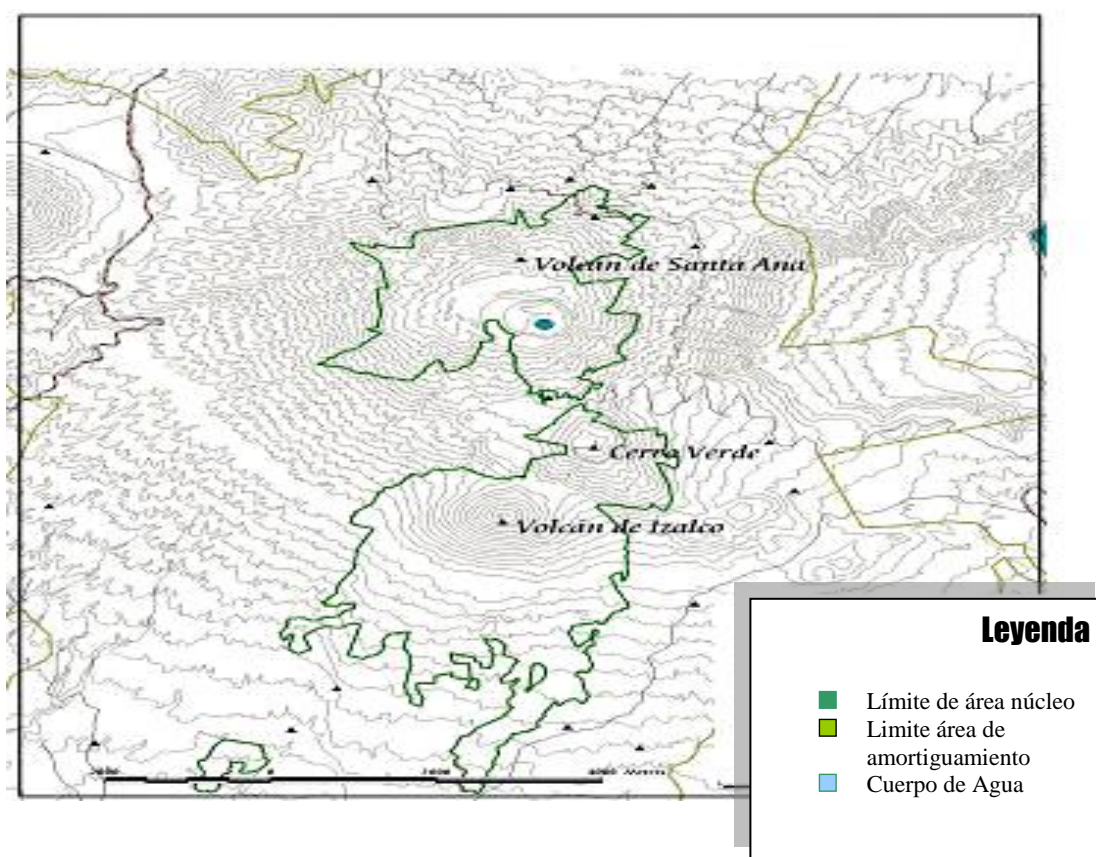 Volcán de Santa Ana
Cerro Verde
Volcán de Izalco
Leyenda
Límite de área núcleo
Limite área de
amortiguamiento
Cuerpo de Agua
0